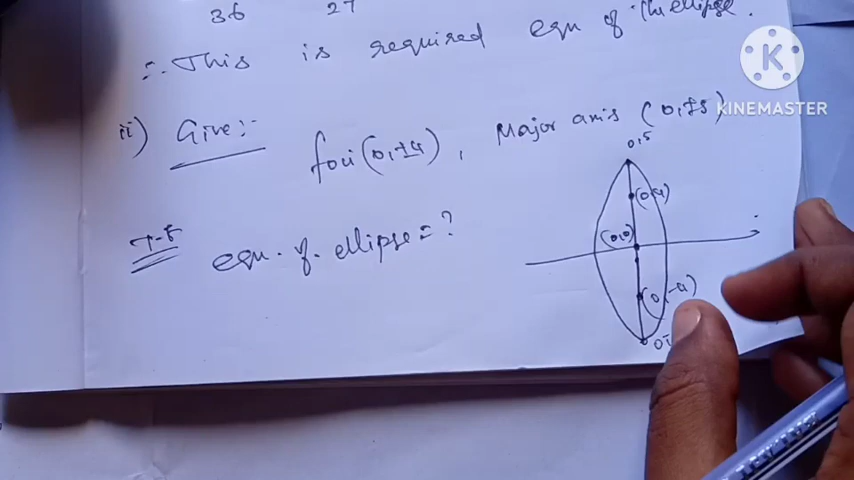 36 27
∴ This is required eqn of the ellipse.
K
KINEMASTER
ii) Give:- foci (0,±4), Major axis (0,±5)
0,5
(0,4)
T-F eqn. of. ellipse = ?
(0,0)
(0,-4)